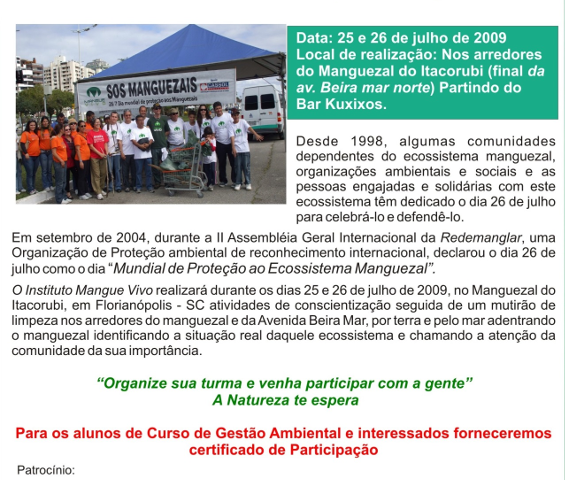 SOS MANGUEZAIS
Data: 25 e 26 de julho de 2009
Local de realização: Nos arredores
do Manguezal do Itacorubi (final da
av. Beira mar norte) Partindo do
Bar Kuxixos.
Desde 1998, algumas comunidades
dependentes do ecossistema manguezal,
organizações ambientais e sociais e as
pessoas engajadas e solidárias com este
ecossistema têm dedicado o dia 26 de julho
para celebrá-lo e defendê-lo.
Em setembro de 2004, durante a II Assembléia Geral Internacional da Redemanglar, uma
Organização de Proteção ambiental de reconhecimento internacional, declarou o dia 26 de
julho como o dia “Mundial de Proteção ao Ecossistema Manguezal”.
O Instituto Mangue Vivo realizará durante os dias 25 e 26 de julho de 2009, no Manguezal do
Itacorubi, em Florianópolis - SC atividades de conscientização seguida de um mutirão de
limpeza nos arredores do manguezal e da Avenida Beira Mar, por terra e pelo mar adentrando
o manguezal identificando a situação real daquele ecossistema e chamando a atenção da
comunidade da sua importância.
“Organize sua turma e venha participar com a gente”
A Natureza te espera
Para os alunos de Curso de Gestão Ambiental e interessados forneceremos
certificado de Participação
Patrocínio: